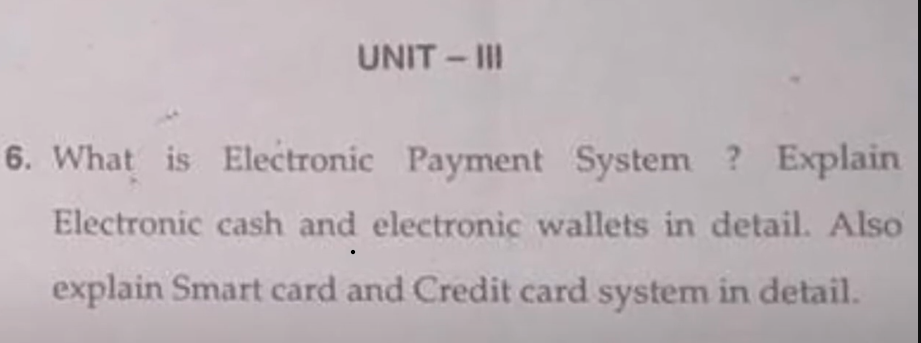 UNIT – III
6. What is Electronic Payment System ? Explain
Electronic cash and electronic wallets in detail. Also
explain Smart card and Credit card system in detail.